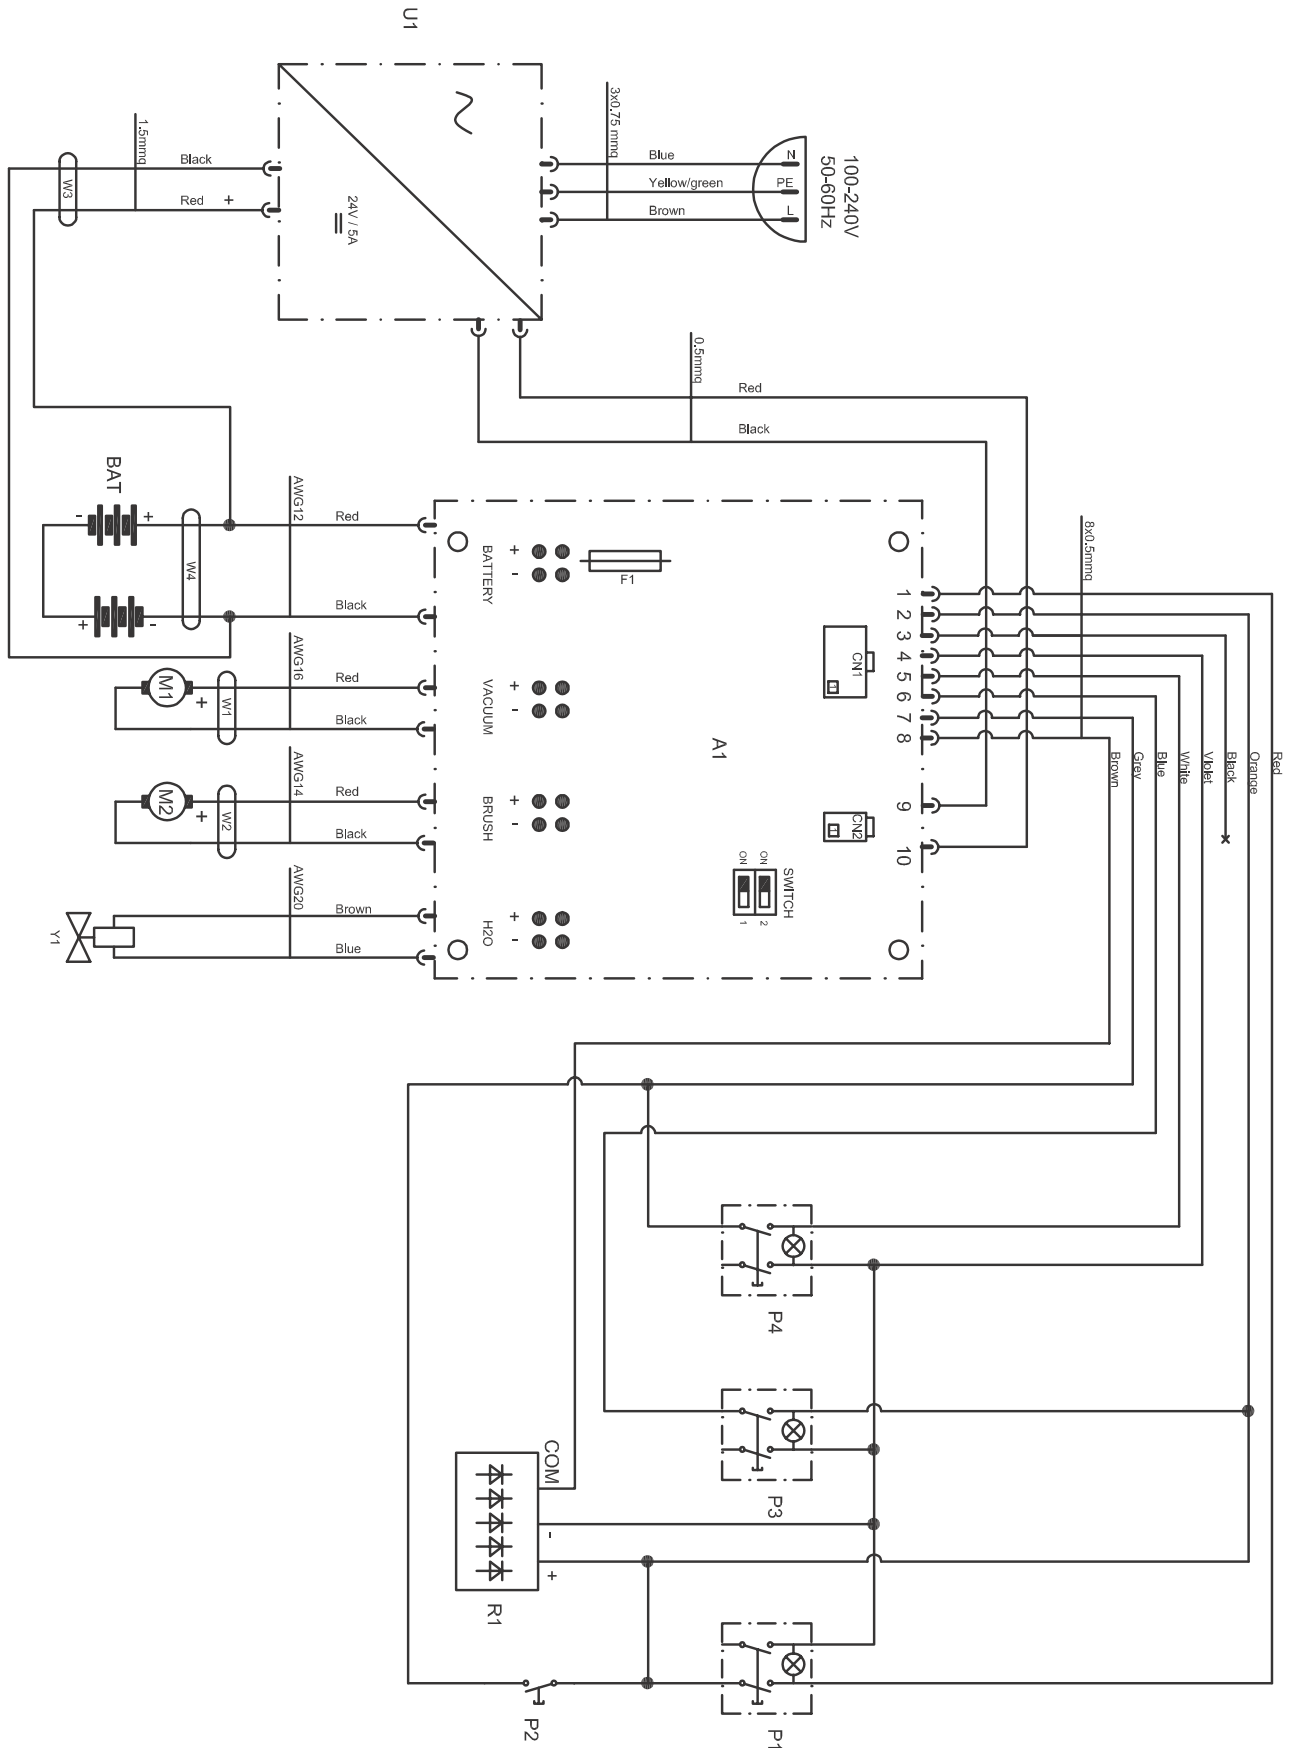 U1
100-240V
50-60Hz
3x0.75 mmq
N
PE
L
Blue
Yellow/green
Brown
1.5mmq
Black
Red +
W3
24V / 5A
0.5mmq
Red
Black
BAT
- +
+ -
W4
AWG12
Red
Black
BATTERY
+
-
F1
8x0.5mmq
1
2
3
4
5
6
7
8
9
10
CN1
1
CN2
1
A1
AWG16
M1
+
W1
Red
Black
VACUUM
+
-
AWG14
M2
+
W2
Red
Black
BRUSH
+
-
AWG20
Y1
Brown
Blue
H2O
+
-
SWITCH
ON
ON
1
2
Red
Orange
Black
Violet
White
Blue
Grey
Brown
P4
P3
COM
-
+
R1
P2
P1